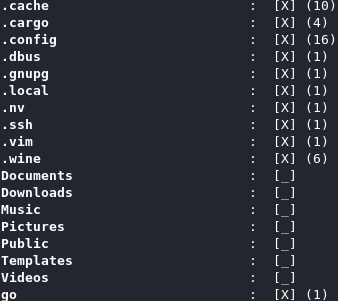 .cache : [X] (10)
.cargo : [X] (4)
.config : [X] (16)
.dbus : [X] (1)
.gnupg : [X] (1)
.local : [X] (1)
.nv : [X] (1)
.ssh : [X] (1)
.vim : [X] (1)
.wine : [X] (6)
Documents : [_]
Downloads : [_]
Music : [_]
Pictures : [_]
Public : [_]
Templates : [_]
Videos : [_]
go : [X] (1)